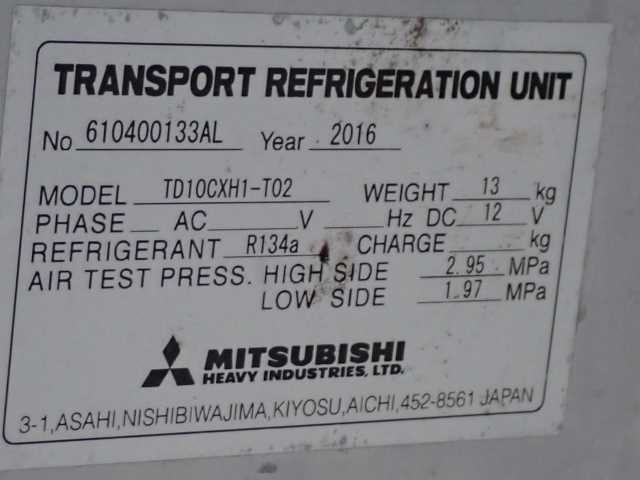 TRANSPORT REFRIGERATION UNIT
No 610400133AL Year 2016
MODEL TD10CXH1-T02 WEIGHT 13 kg
PHASE AC V Hz DC 12 V
REFRIGERANT R134a CHARGE kg
AIR TEST PRESS. HIGH SIDE 2.95 MPa
LOW SIDE 1.97 MPa
MITSUBISHI
HEAVY INDUSTRIES, LTD.
3-1,ASAHI,NISHIBIWAJIMA,KIYOSU,AICHI,452-8561 JAPAN